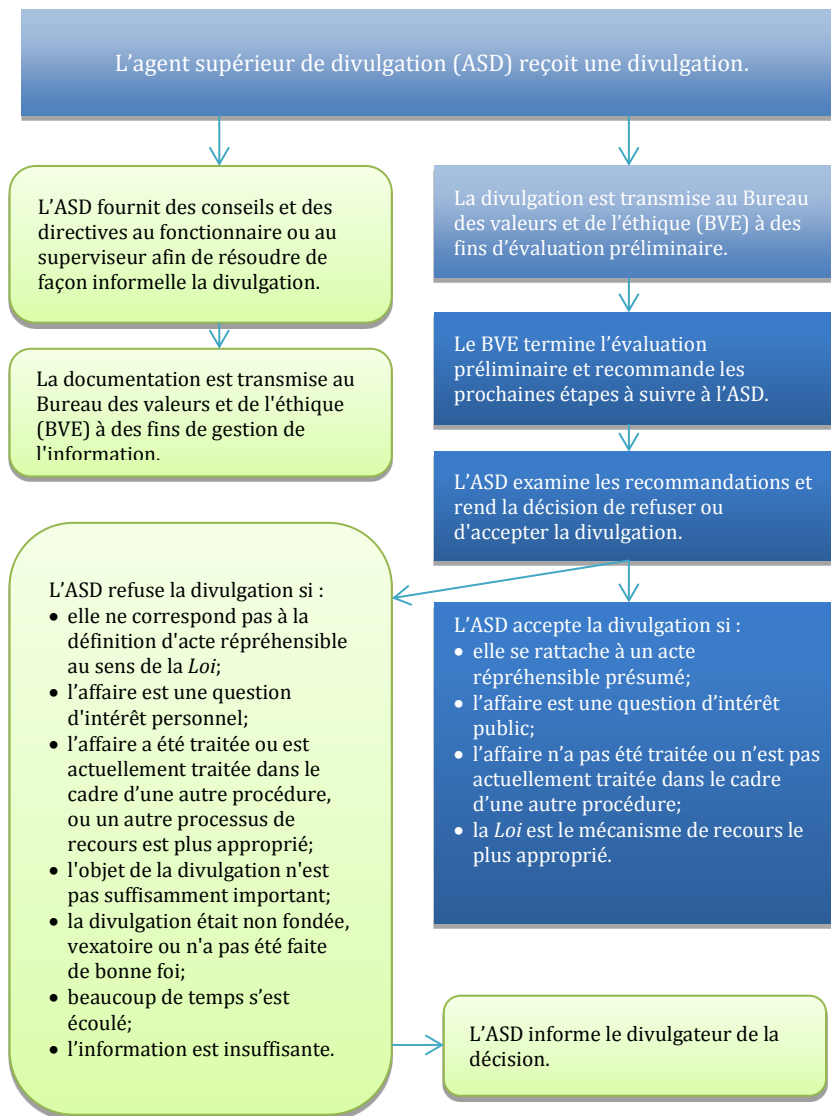 L’agent supérieur de divulgation (ASD) reçoit une divulgation.
L’ASD fournit des conseils et des
directives au fonctionnaire ou au
superviseur afin de résoudre de
façon informelle la divulgation.
La divulgation est transmise au Bureau
des valeurs et de l’éthique (BVE) à des
fins d’évaluation préliminaire.
La documentation est transmise au
Bureau des valeurs et de l'éthique
(BVE) à des fins de gestion de
l'information.
Le BVE termine l’évaluation
préliminaire et recommande les
prochaines étapes à suivre à l’ASD.
L’ASD examine les recommandations et
rend la décision de refuser ou
d'accepter la divulgation.
L’ASD refuse la divulgation si :
• elle ne correspond pas à la
définition d'acte répréhensible
au sens de la Loi;
• l’affaire est une question
d'intérêt personnel;
• l’affaire a été traitée ou est
actuellement traitée dans le
cadre d’une autre procédure,
ou un autre processus de
recours est plus approprié;
• l'objet de la divulgation n'est
pas suffisamment important;
• la divulgation était non fondée,
vexatoire ou n'a pas été faite
de bonne foi;
• beaucoup de temps s’est
écoulé;
• l’information est insuffisante.
L’ASD accepte la divulgation si :
• elle se rattache à un acte
répréhensible présumé;
• l’affaire est une question d’intérêt
public;
• l’affaire n’a pas été traitée ou n’est pas
actuellement traitée dans le cadre
d’une autre procédure;
• la Loi est le mécanisme de recours le
plus approprié.
L’ASD informe le divulgateur de la
décision.